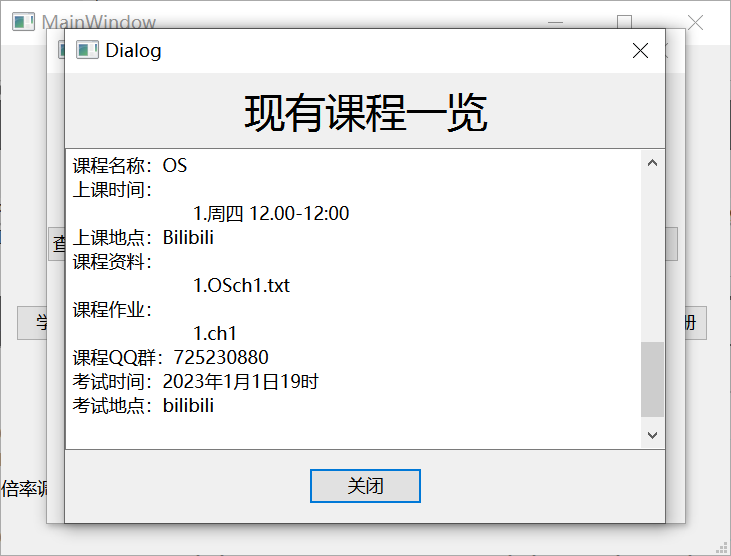 MainWindow
Dialog
现有课程一览
课程名称：OS
上课时间：
1.周四 12.00-12:00
上课地点：Bilibili
课程资料：
1.OSch1.txt
课程作业：
1.ch1
课程QQ群：725230880
考试时间：2023年1月1日19时
考试地点：bilibili
关闭
查
学
册
倍率调